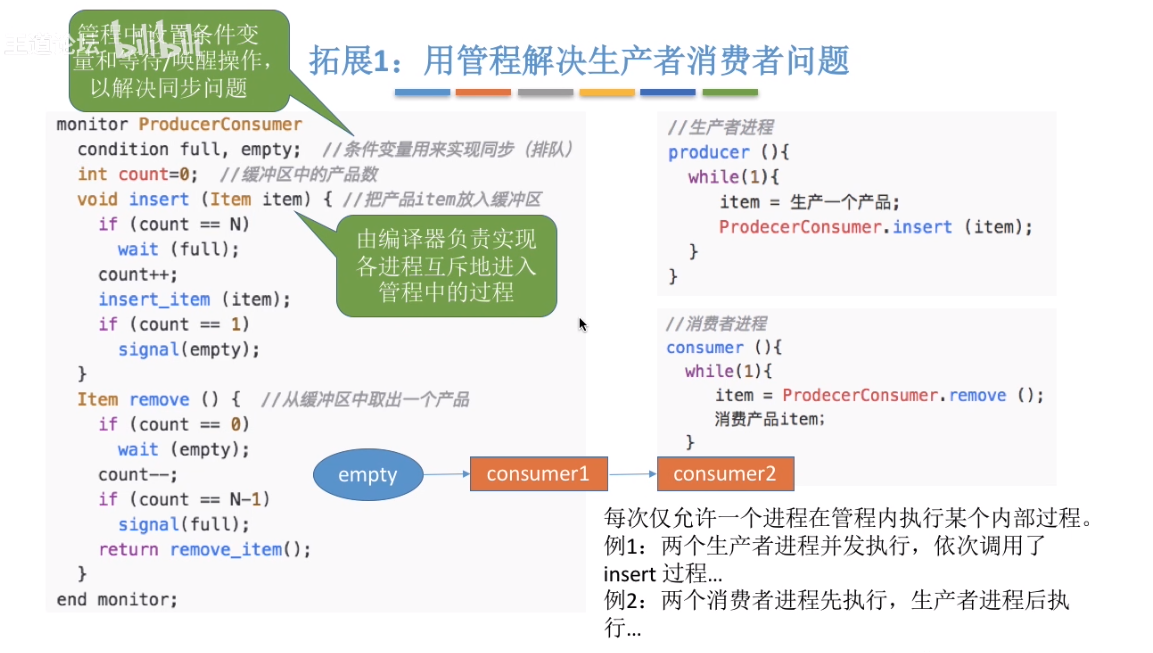 王道论坛 bilibili
管程中设置条件变
量和等待/唤醒操作，
以解决同步问题
拓展1：用管程解决生产者消费者问题
monitor ProducerConsumer
condition full, empty; //条件变量用来实现同步（排队）
int count=0; //缓冲区中的产品数
void insert (Item item) { //把产品item放入缓冲区
if (count == N)
wait (full);
count++;
insert_item (item);
if (count == 1)
signal(empty);
}
Item remove () { //从缓冲区中取出一个产品
if (count == 0)
wait (empty);
count--;
if (count == N-1)
signal(full);
return remove_item();
}
end monitor;
由编译器负责实现
各进程互斥地进入
管程中的过程
//生产者进程
producer (){
while(1){
item = 生产一个产品;
ProdecerConsumer.insert (item);
}
}
//消费者进程
consumer (){
while(1){
item = ProdecerConsumer.remove ();
消费产品item;
}
empty
consumer1
consumer2
每次仅允许一个进程在管程内执行某个内部过程。
例1：两个生产者进程并发执行，依次调用了
insert 过程...
例2：两个消费者进程先执行，生产者进程后执
行...